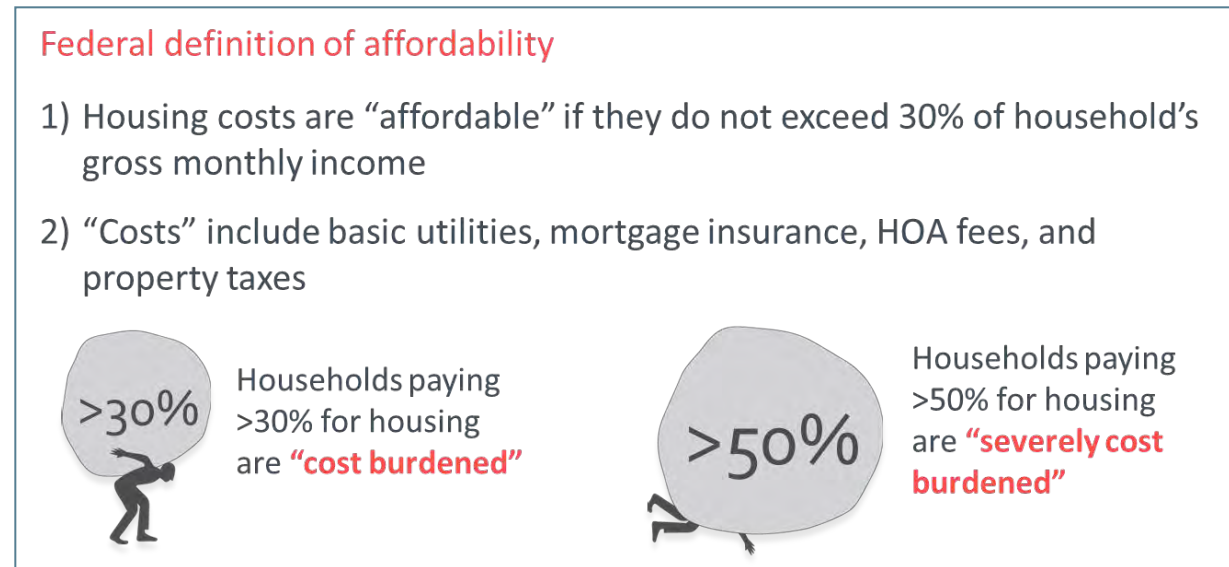 Federal definition of affordability
1) Housing costs are “affordable” if they do not exceed 30% of household’s
gross monthly income
2) “Costs” include basic utilities, mortgage insurance, HOA fees, and
property taxes
>30%
Households paying
>30% for housing
are “cost burdened”
>50%
Households paying
>50% for housing
are “severely cost
burdened”